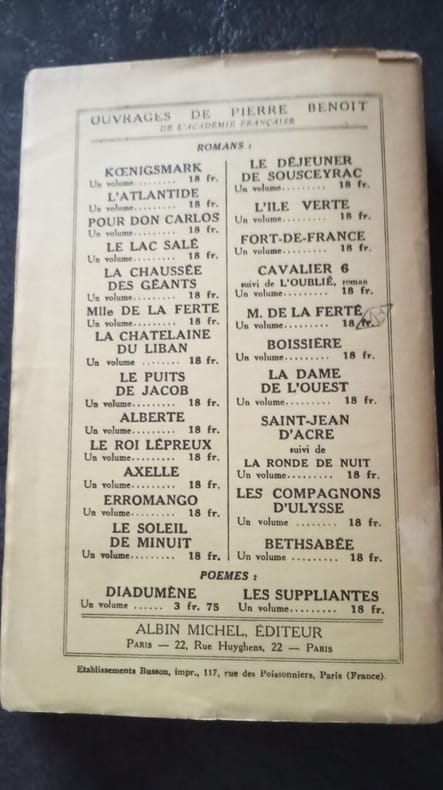 OUVRAGES DE PIERRE BENOIT
DE L'ACADÉMIE FRANÇAISE
ROMANS :
KŒNIGSMARK
Un volume......... 18 fr.
L'ATLANTIDE
Un volume......... 18 fr.
POUR DON CARLOS
Un volume......... 18 fr.
LE LAC SALÉ
Un volume......... 18 fr.
LA CHAUSSÉE
DES GÉANTS
Un volume......... 18 fr.
Mlle DE LA FERTE
Un volume......... 18 fr.
LA CHATELAINE
DU LIBAN
Un volume ........ 18 fr.
LE PUITS
DE JACOB
Un volume......... 18 fr.
ALBERTE
Un volume......... 18 fr.
LE ROI LÉPREUX
Un volume......... 18 fr.
AXELLE
Un volume......... 18 fr.
ERROMANGO
Un volume......... 18 fr.
LE SOLEIL
DE MINUIT
Un volume......... 18 fr.
LE DÉJEUNER
DE SOUSCEYRAC
Un volume......... 18 fr.
L'ILE VERTE
Un volume......... 18 fr.
FORT-DE-FRANCE
Un volume......... 18 fr.
CAVALIER 6
suivi de L'OUBLIÉ, roman
Un volume......... 18 fr.
M. DE LA FERTÉ
Un volume......... 18 fr.
BOISSIÈRE
Un volume......... 18 fr.
LA DAME
DE L'OUEST
Un volume......... 18 fr.
SAINT-JEAN
D'ACRE
suivi de
LA RONDE DE NUIT
Un volume......... 18 fr.
LES COMPAGNONS
D'ULYSSE
Un volume ........ 18 fr.
BETHSABÉE
Un volume ........ 18 fr.
POEMES :
DIADUMÈNE
Un volume ...... 3 fr. 75
LES SUPPLIANTES
Un volume......... 18 fr.
ALBIN MICHEL, ÉDITEUR
PARIS — 22, Rue Huyghens, 22 — PARIS
Etablissements Busson, impr., 117, rue des Poissonniers, Paris (France).